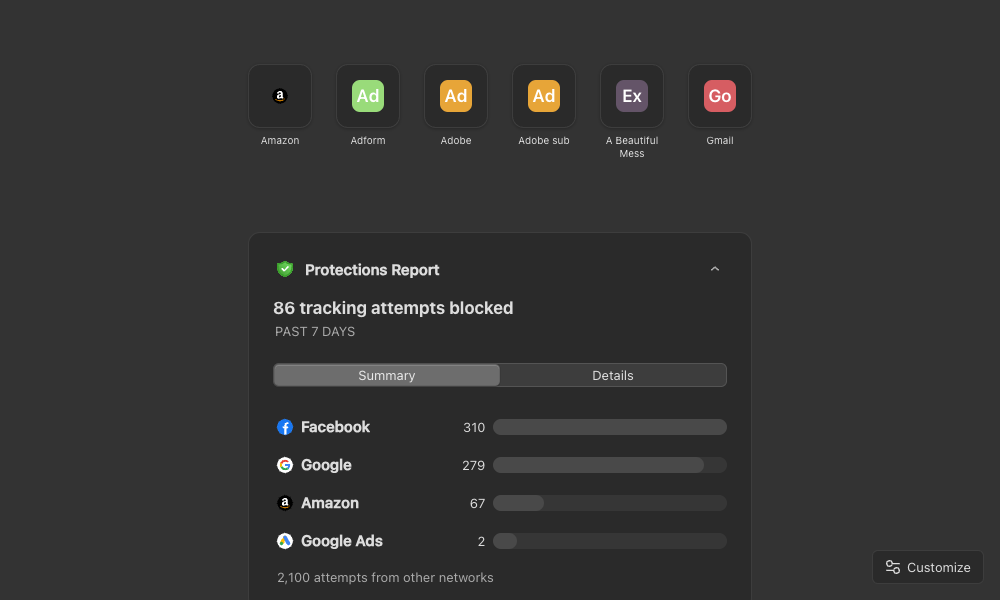 a
Ad
Ad
Ad
Ex
Go
Amazon
Adform
Adobe
Adobe sub
A Beautiful
Mess
Gmail
Protections Report
86 tracking attempts blocked
PAST 7 DAYS
Summary
Details
Facebook
310
Google
279
a
Amazon
67
Google Ads
2
2,100 attempts from other networks
Customize